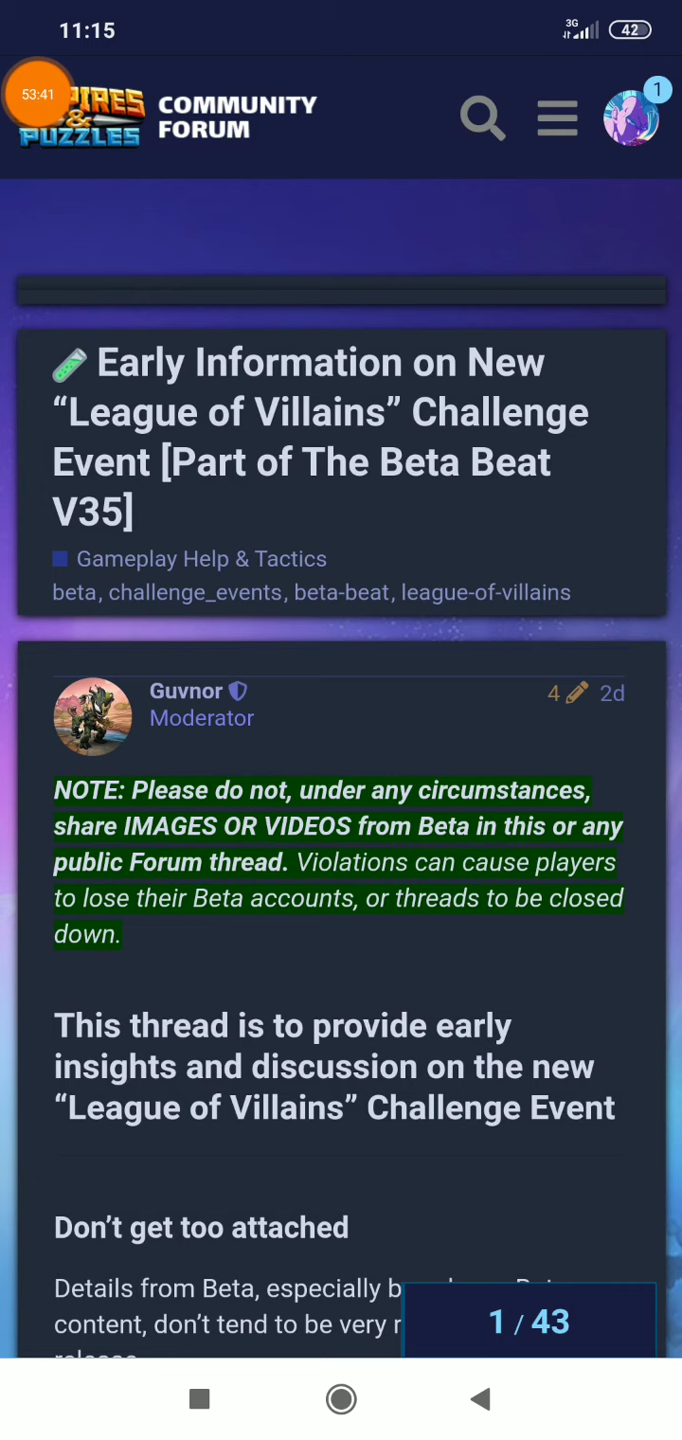 11:15
3G
42
53:41
PIRES
&
PUZZLES
COMMUNITY
FORUM
1
Early Information on New
“League of Villains” Challenge
Event [Part of The Beta Beat
V35]
Gameplay Help & Tactics
beta, challenge_events, beta-beat, league-of-villains
Guvnor
4
2d
Moderator
NOTE: Please do not, under any circumstances,
share IMAGES OR VIDEOS from Beta in this or any
public Forum thread. Violations can cause players
to lose their Beta accounts, or threads to be closed
down.
This thread is to provide early
insights and discussion on the new
“League of Villains” Challenge Event
Don’t get too attached
Details from Beta, especially
content, don’t tend to be very
1 / 43